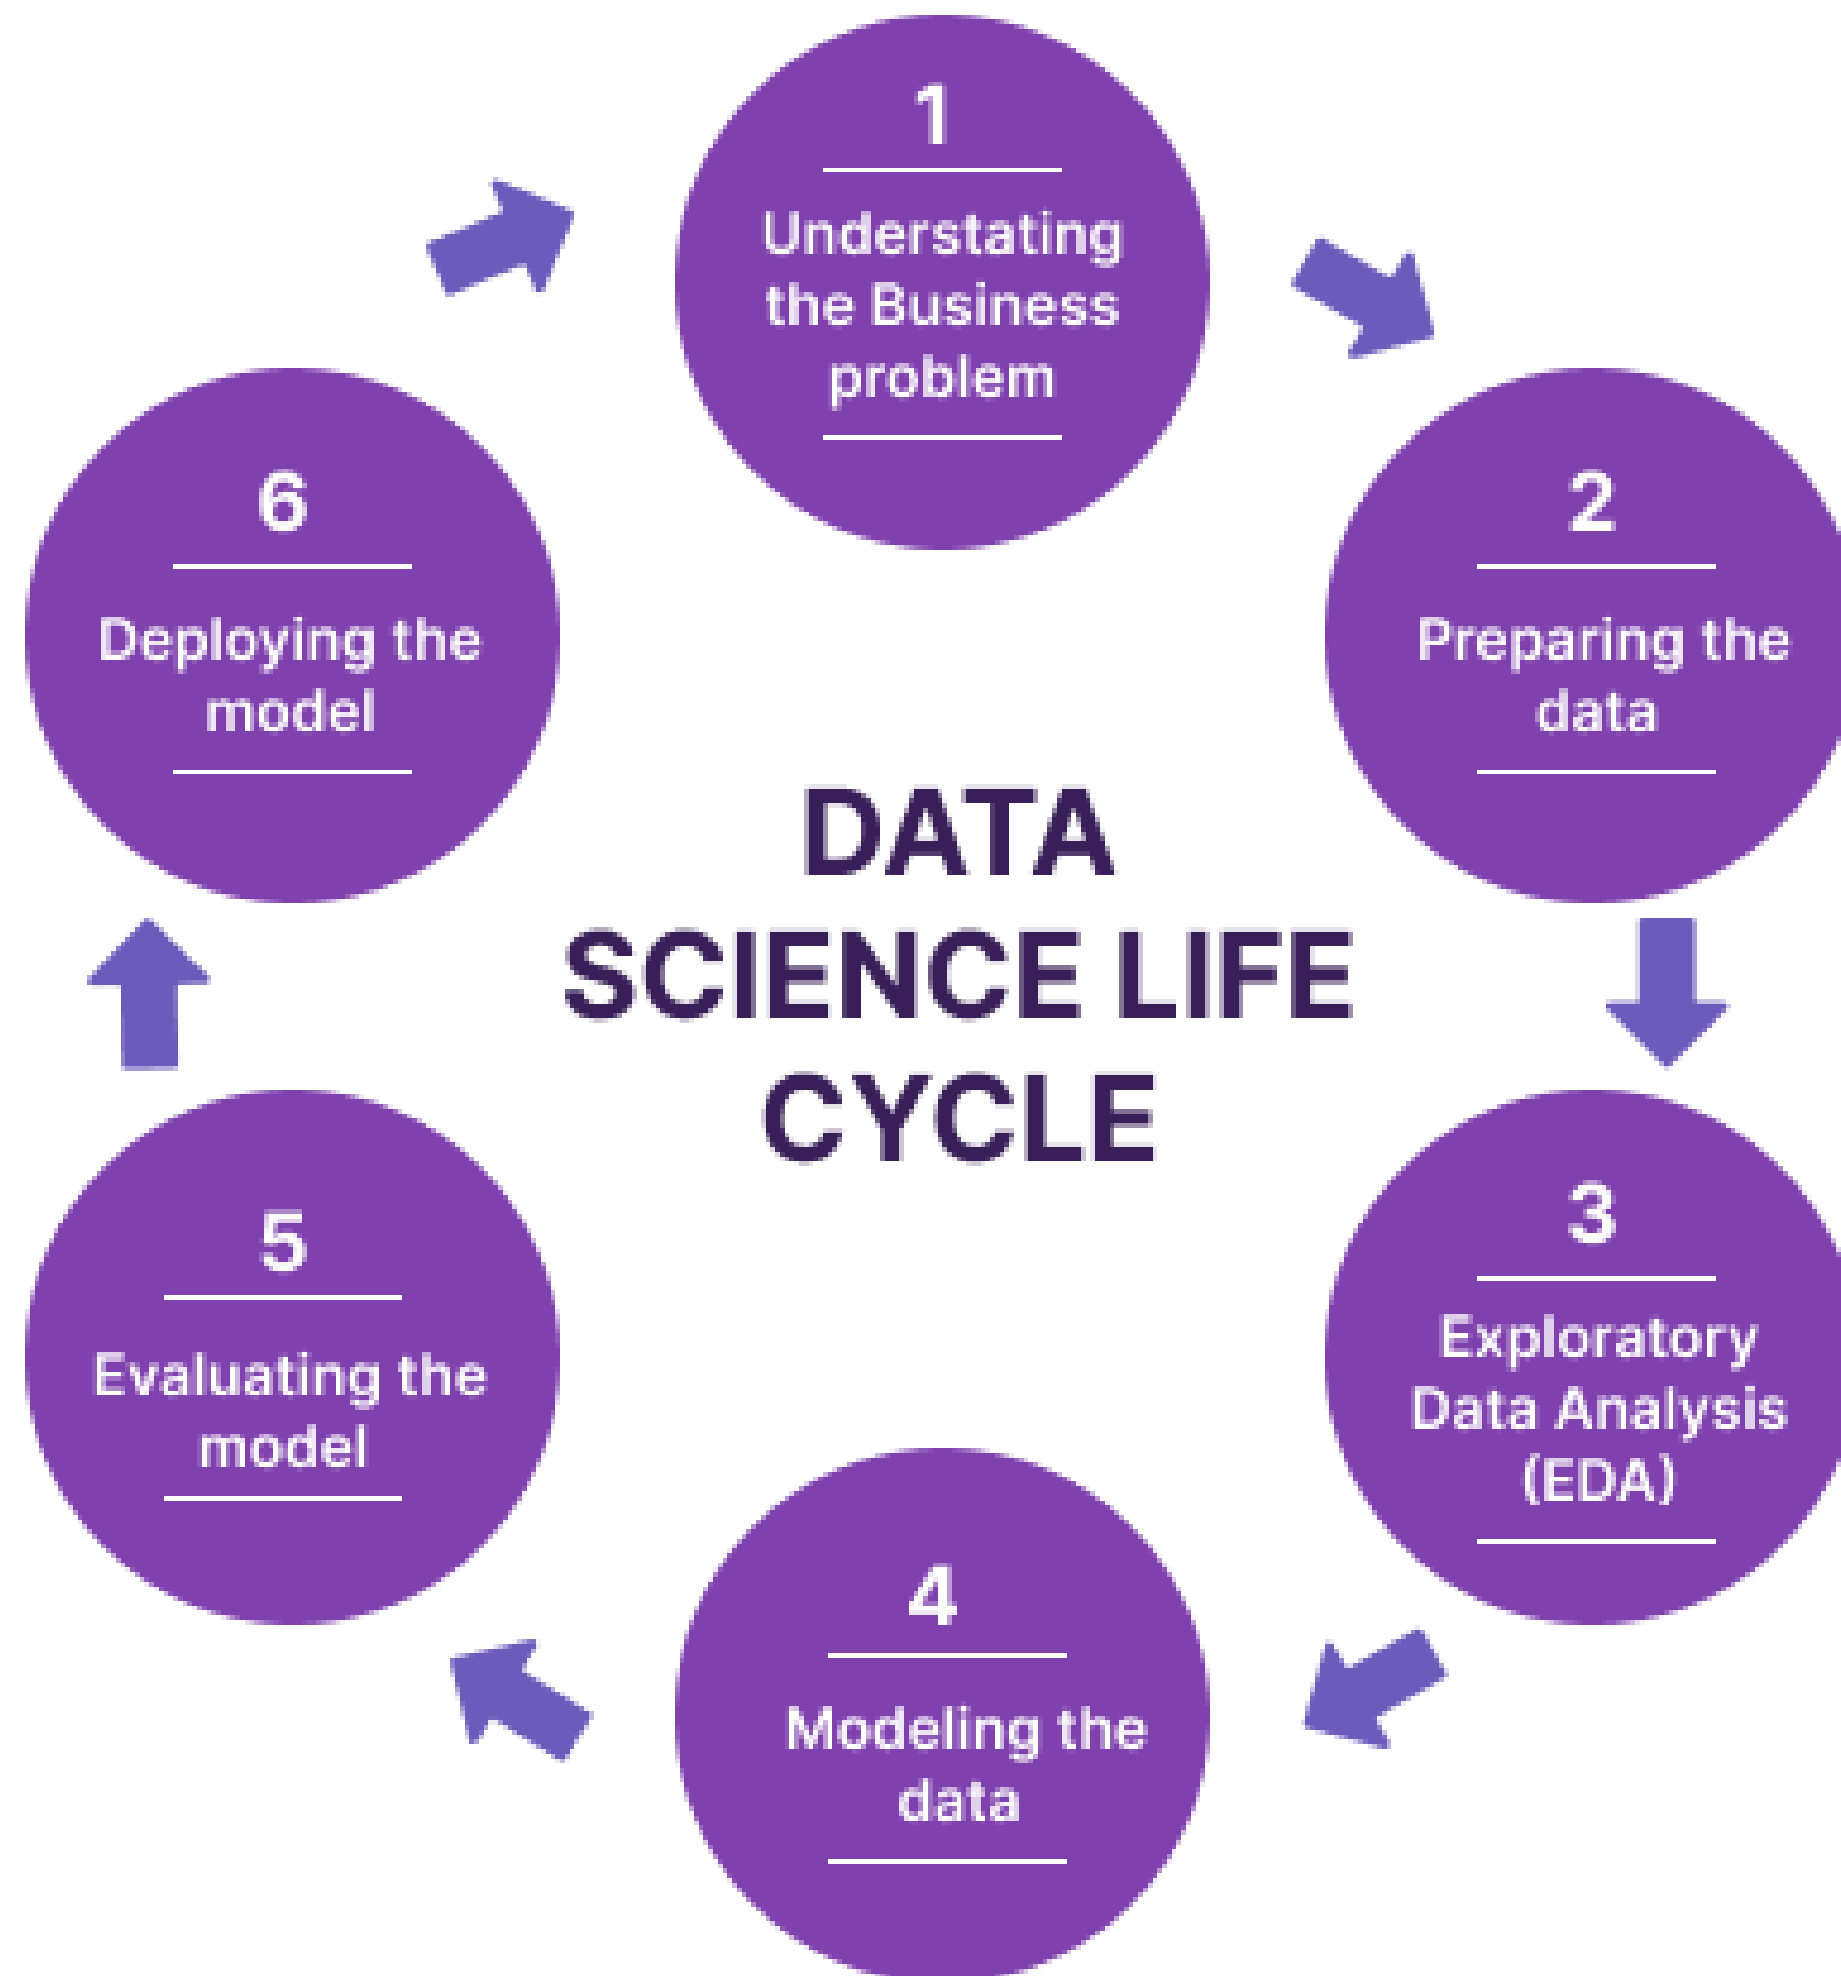 1
Understating
the Business
problem
2
Preparing the
data
3
Exploratory
Data Analysis
(EDA)
4
Modeling the
data
5
Evaluating the
model
6
Deploying the
model
DATA
SCIENCE LIFE
CYCLE